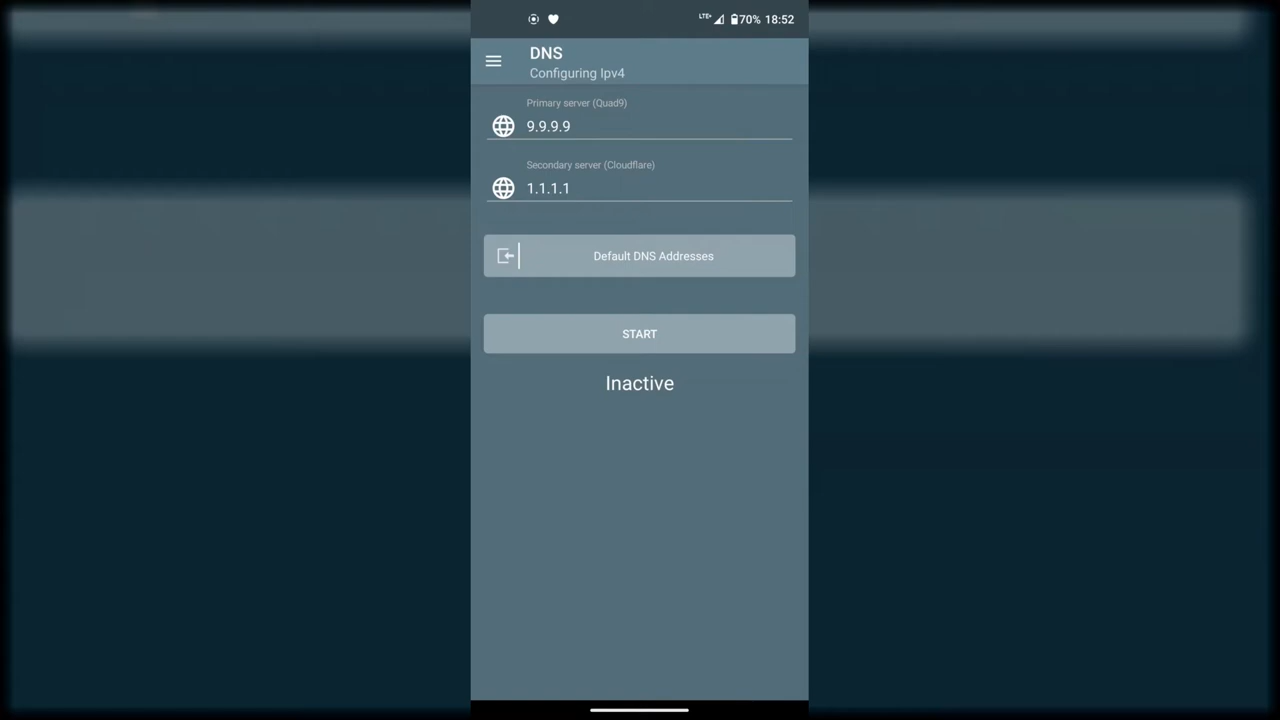 LTE+ 70% 18:52
DNS
Configuring Ipv4
Primary server (Quad9)
9.9.9.9
Secondary server (Cloudflare)
1.1.1.1
Default DNS Addresses
START
Inactive